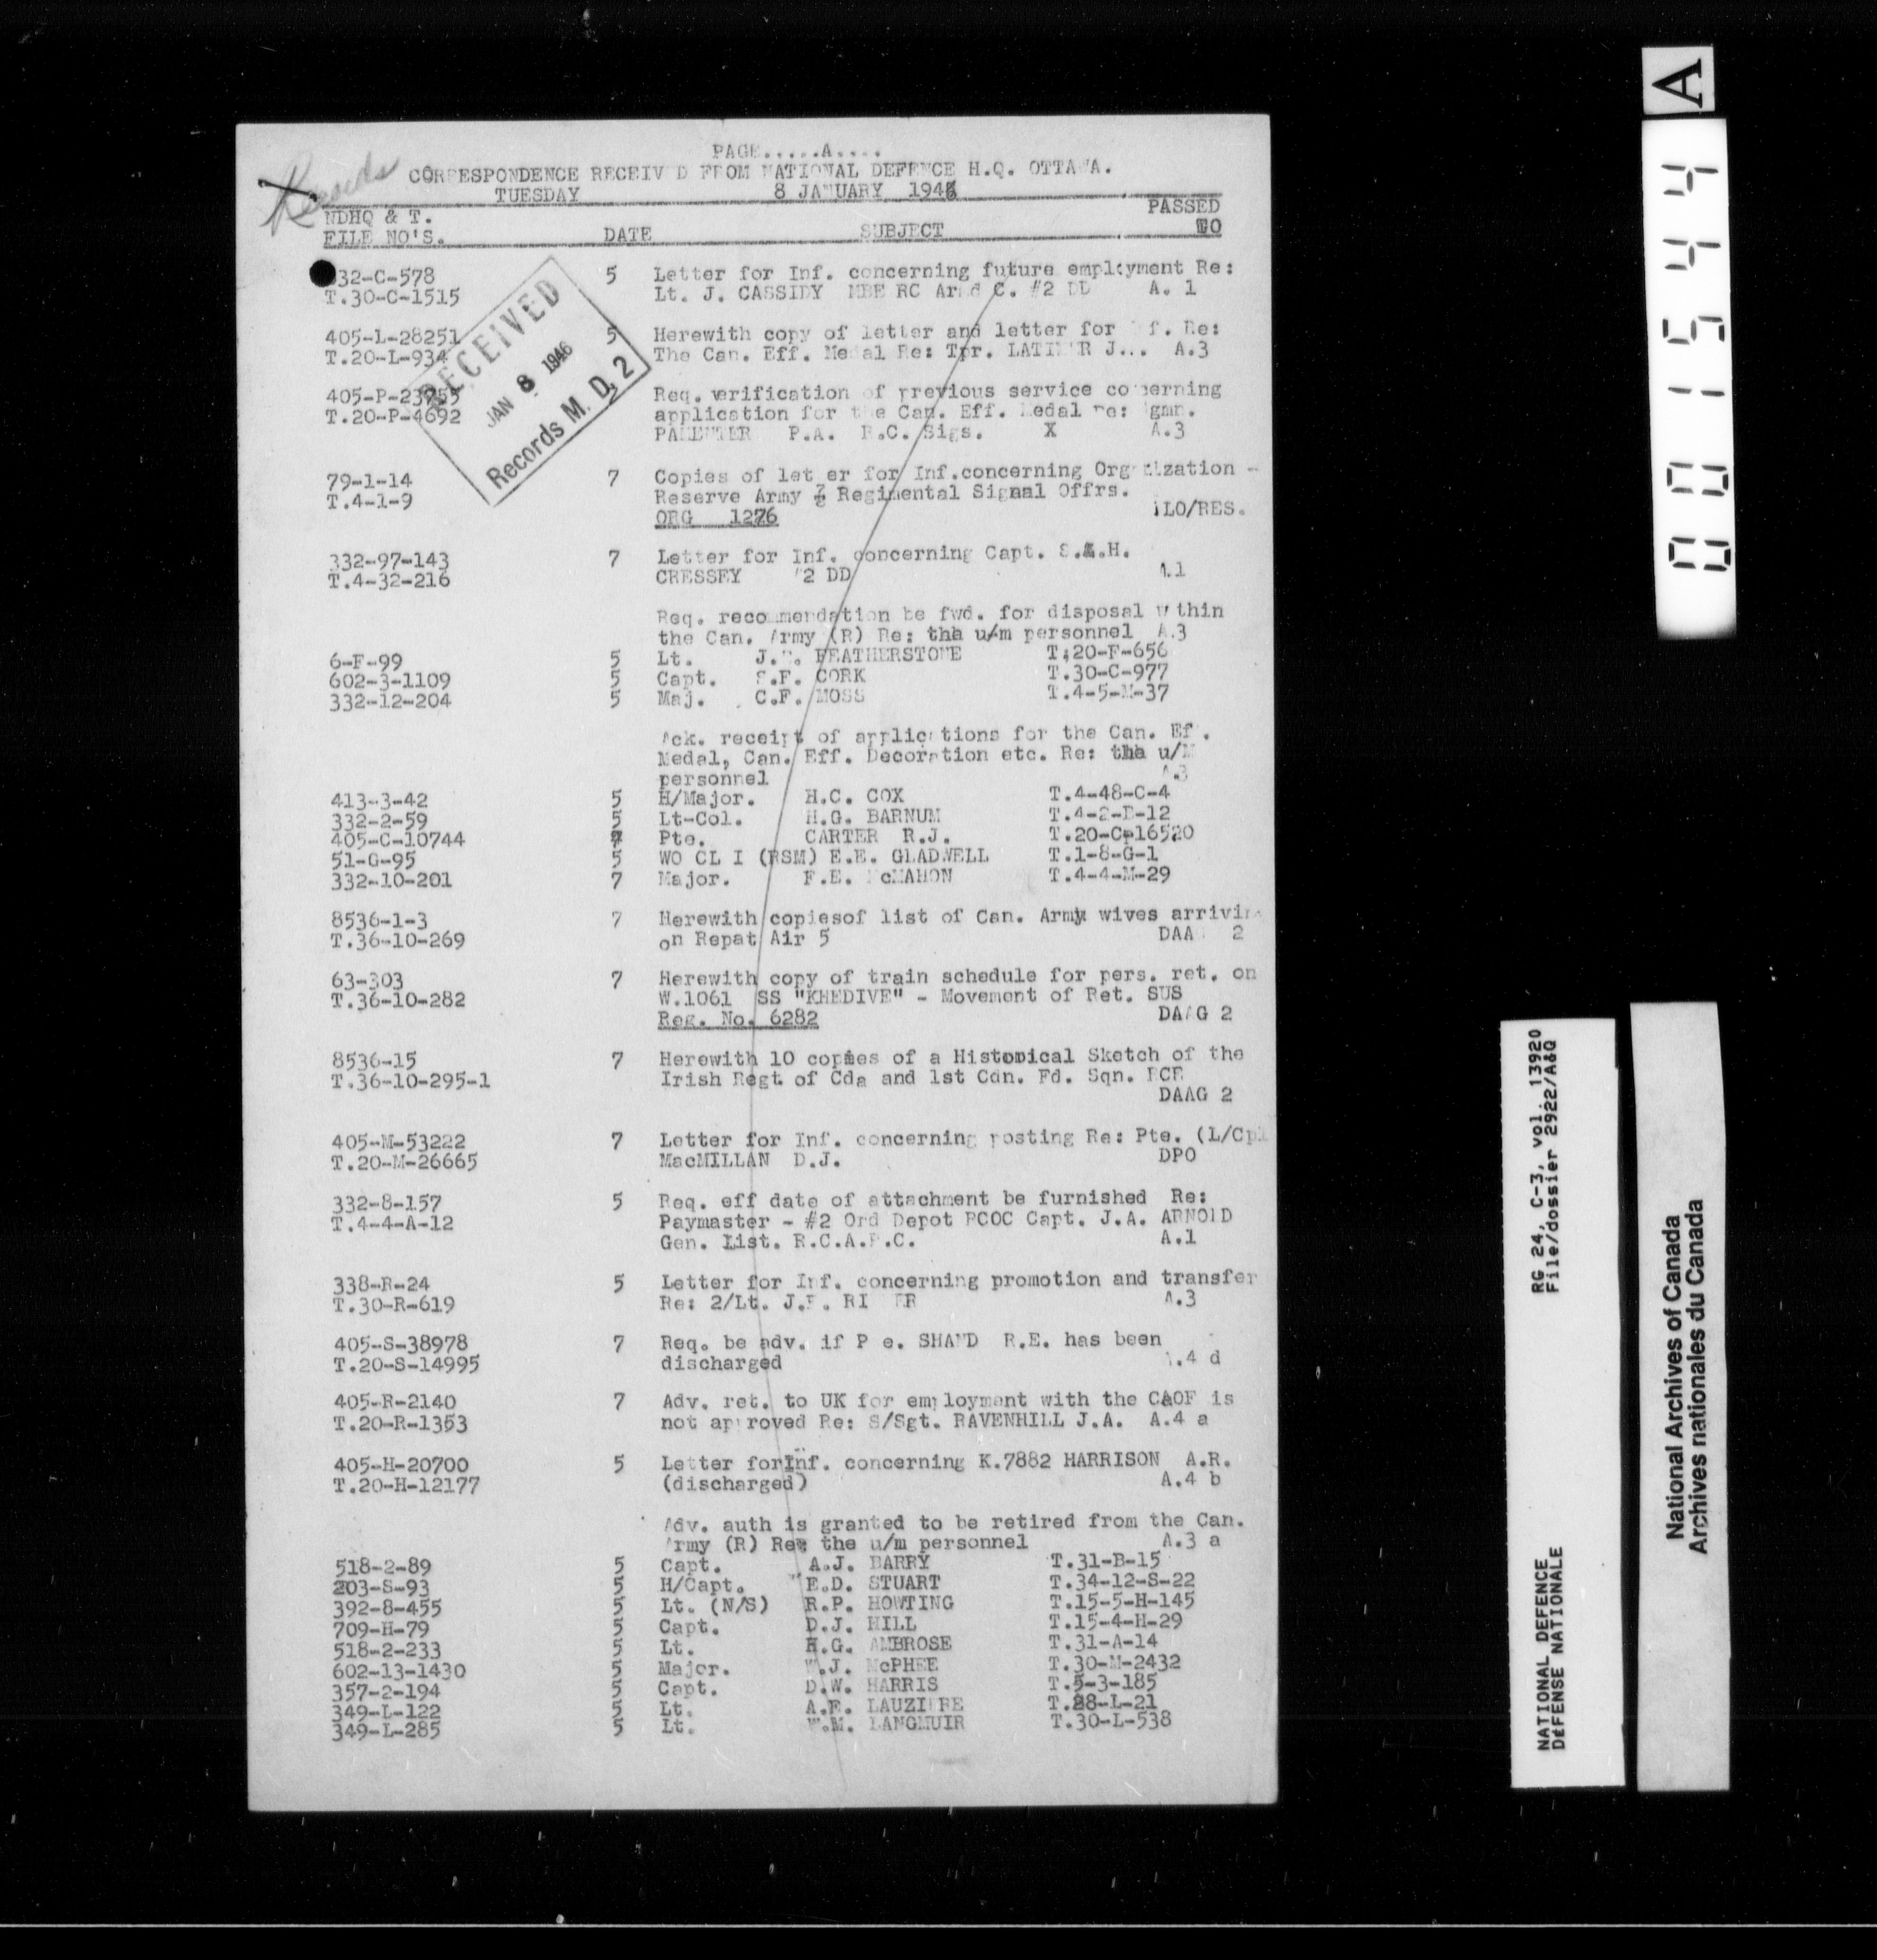 PAGE.....A....
Records
CORRESPONDENCE RECEIVED FROM NATIONAL DEFENCE H.Q. OTTAWA.
TUESDAY 8 JANUARY 1946
NDHQ & T. PASSED
FILE NO'S. DATE SUBJECT TO
32-C-578 5 Letter for Inf. concerning future employment Re:
T.30-C-1515 Lt. J. CASSIDY MBE RC Armd C. #2 DD A. 1
RECEIVED
JAN 8 1946
Records M. D. 2
405-L-28251 5 Herewith copy of letter and letter for Inf. Re:
T.20-L-934 The Can. Eff. Medal Re: Tpr. LATIMER J... A.3
405-P-23955 Req. verification of previous service concerning
T.20-P-4692 application for the Can. Eff. Medal re: Sgmn.
P.A. R.C. Sigs. X A.3
79-1-14 7 Copies of letter for Inf.concerning Organization -
T.4-1-9 Reserve Army & Regimental Signal Offrs.
ORG 1276 LO/RES.
332-97-143 7 Letter for Inf. concerning Capt. S.A.H.
T.4-32-216 CRESSEY #2 DD A.1
Req. recommendation be fwd. for disposal within
the Can. Army (R) Re: the u/m personnel A.3
6-F-99 5 Lt. J. FEATHERSTONE T.20-F-656
602-3-1109 5 Capt. S.F. CORK T.30-C-977
332-12-204 5 Maj. C.F. MOSS T.4-5-M-37
Ack. receipt of applications for the Can. Eff.
Medal, Can. Eff. Decoration etc. Re: the u/M
personnel A.3
413-3-42 5 H/Major. H.C. COX T.4-48-C-4
332-2-59 5 Lt-Col. H.G. BARNUM T.4-2-B-12
405-C-10744 7 Pte. CARTER R.J. T.20-C-16520
51-G-95 5 WO CL I (RSM) E.E. GLADWELL T.1-8-G-1
332-10-201 7 Major. F.E. McMAHON T.4-4-M-29
8536-1-3 7 Herewith copiesof list of Can. Army wives arriving
T.36-10-269 on Repat Air 5 DAAG 2
63-303 7 Herewith copy of train schedule for pers. ret. on
T.36-10-282 W.1061 SS "KHEDIVE" - Movement of Ret. SUS
Reg. No. 6282 DAAG 2
8536-15 7 Herewith 10 copies of a Historical Sketch of the
T.36-10-295-1 Irish Regt. of Cda and 1st Cdn. Fd. Sqn. RCE
DAAG 2
405-M-53222 7 Letter for Inf. concerning posting Re: Pte. (L/Cpl
T.20-M-26665 MacMILLAN D.J. DPO
332-8-157 5 Req. eff date of attachment be furnished Re:
T.4-4-A-12 Paymaster - #2 Ord Depot RCOC Capt. J.A. ARNOLD
Gen. List. R.C.A.P.C. A.1
338-R-24 5 Letter for Inf. concerning promotion and transfer
T.30-R-619 Re: 2/Lt. A.3
405-S-38978 7 Req. be adv. if Pte. SHAND R.E. has been
T.20-S-14995 discharged A.4 d
405-R-2140 7 Adv. ret. to UK for employment with the CAOF is
T.20-R-1353 not approved Re: S/Sgt. RAVENHILL J.A. A.4 a
405-H-20700 5 Letter forInf. concerning K.7882 HARRISON A.R.
T.20-H-12177 (discharged) A.4 b
Adv. auth is granted to be retired from the Can.
Army (R) Re: the u/m personnel A.3 a
518-2-89 5 Capt. A.J. BARRY T.31-B-15
203-S-93 5 H/Capt. E.D. STUART T.34-12-S-22
392-8-455 5 Lt. (N/S) R.P. HOWTING T.15-5-H-145
709-H-79 5 Capt. D.J. HILL T.15-4-H-29
518-2-233 5 Lt. H.G. AMBROSE T.31-A-14
602-13-1430 5 Major. W.J. McPHEE T.30-M-2432
357-2-194 5 Capt. D.W. HARRIS T.5-3-185
349-L-122 5 Lt. A.E. LAUZIERE T.28-L-21
349-L-285 5 Lt. W.M. LANGMUIR T.30-L-538
A
001544
NATIONAL DEFENCE RG 24, C-3, vol. 13920
DéFENSE NATIONALE File/dossier 2922/A&Q
National Archives of Canada
Archives nationales du Canada